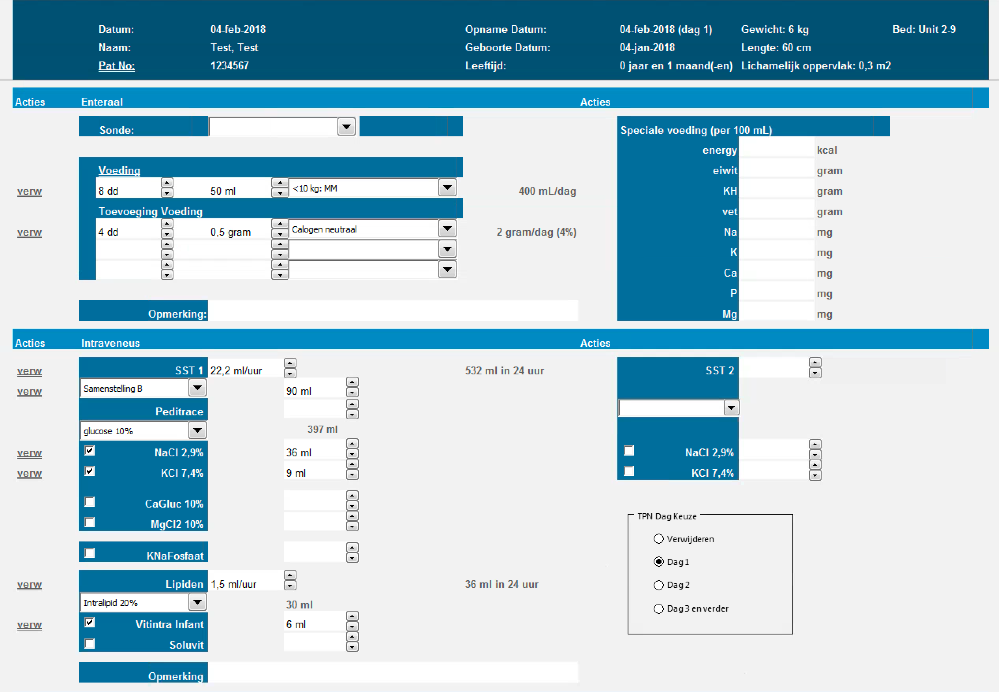 Datum: 04-feb-2018 Opname Datum: 04-feb-2018 (dag 1) Gewicht: 6 kg Bed: Unit 2-9
Naam: Test, Test Geboorte Datum: 04-jan-2018 Lengte: 60 cm
Pat No: 1234567 Leeftijd: 0 jaar en 1 maand(-en) Lichamelijk oppervlak: 0,3 m2
Acties Enteraal Acties
Sonde: Speciale voeding (per 100 mL)
energy kcal
Voeding eiwit gram
verw 8 dd 50 ml <10 kg: MM 400 mL/dag KH gram
Toevoeging Voeding vet gram
verw 4 dd 0,5 gram Calogen neutraal 2 gram/dag (4%) Na mg
K mg
Ca mg
P mg
Opmerking: Mg mg
Acties Intraveneus Acties
verw SST 1 22,2 ml/uur 532 ml in 24 uur SST 2
verw Samenstelling B 90 ml
Peditrace
glucose 10% 397 ml
verw NaCl 2,9% 36 ml NaCl 2,9%
verw KCl 7,4% 9 ml KCl 7,4%
CaGluc 10%
MgCl2 10%
TPN Dag Keuze
Verwijderen
KNaFosfaat
Dag 1
verw Lipiden 1,5 ml/uur 36 ml in 24 uur Dag 2
Intralipid 20% 30 ml Dag 3 en verder
verw Vitintra Infant 6 ml
Soluvit
Opmerking